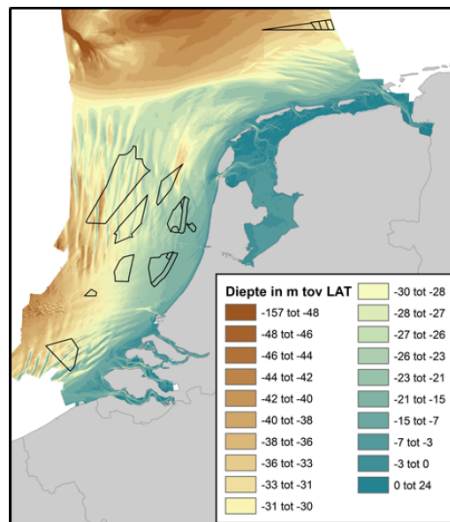 Diepte in m tov LAT
-157 tot -48
-48 tot -46
-46 tot -44
-44 tot -42
-42 tot -40
-40 tot -38
-38 tot -36
-36 tot -33
-33 tot -31
-31 tot -30
-30 tot -28
-28 tot -27
-27 tot -26
-26 tot -23
-23 tot -21
-21 tot -15
-15 tot -7
-7 tot -3
-3 tot 0
0 tot 24